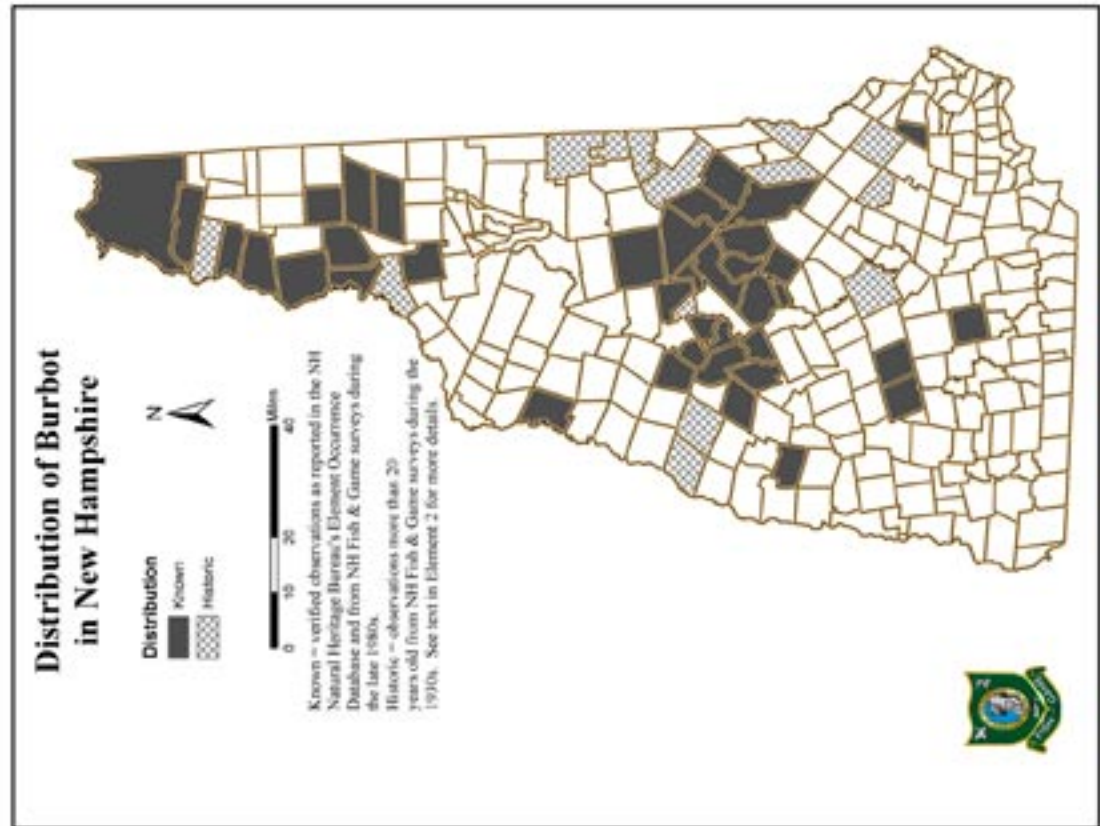 Distribution of Burbot
in New Hampshire
N
Distribution
Known
Historic
0 10 20 40
Miles
Known = verified observations as reported in the NH
Natural Heritage Bureau's Element Occurrence
Database and from NH Fish & Game surveys during
the late 1980s.
Historic = observations more than 20
years old from NH Fish & Game surveys during the
1930s. See text in Element 2 for more details.